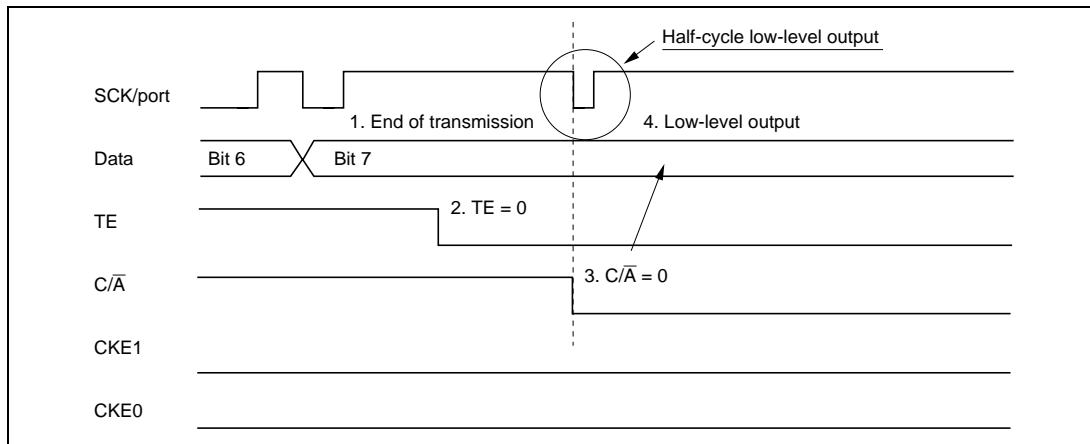 Half-cycle low-level output
SCK/port
1. End of transmission
4. Low-level output
Data
Bit 6
Bit 7
TE
2. TE = 0
C/A̅
3. C/A̅ = 0
CKE1
CKE0